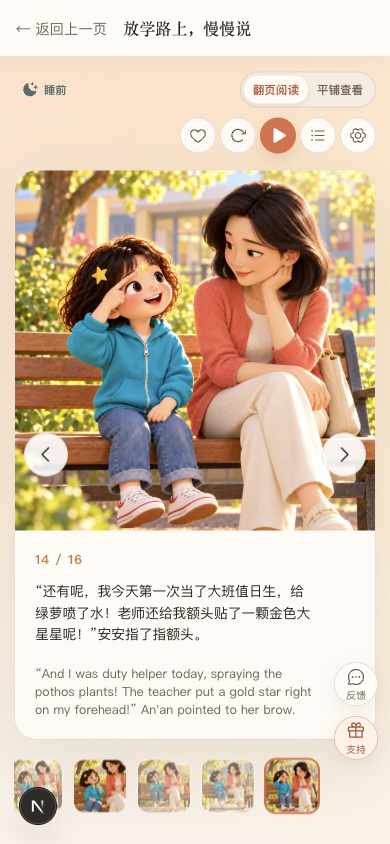 ← 返回上一页 放学路上，慢慢说
睡前
翻页阅读 平铺查看
14 / 16
“还有呢，我今天第一次当了大班值日生，给
绿萝喷了水！老师还给我额头贴了一颗金色大
星星呢！”安安指了指额头。
“And I was duty helper today, spraying the
pothos plants! The teacher put a gold star right
on my forehead!” An'an pointed to her brow.
反馈
支持
N